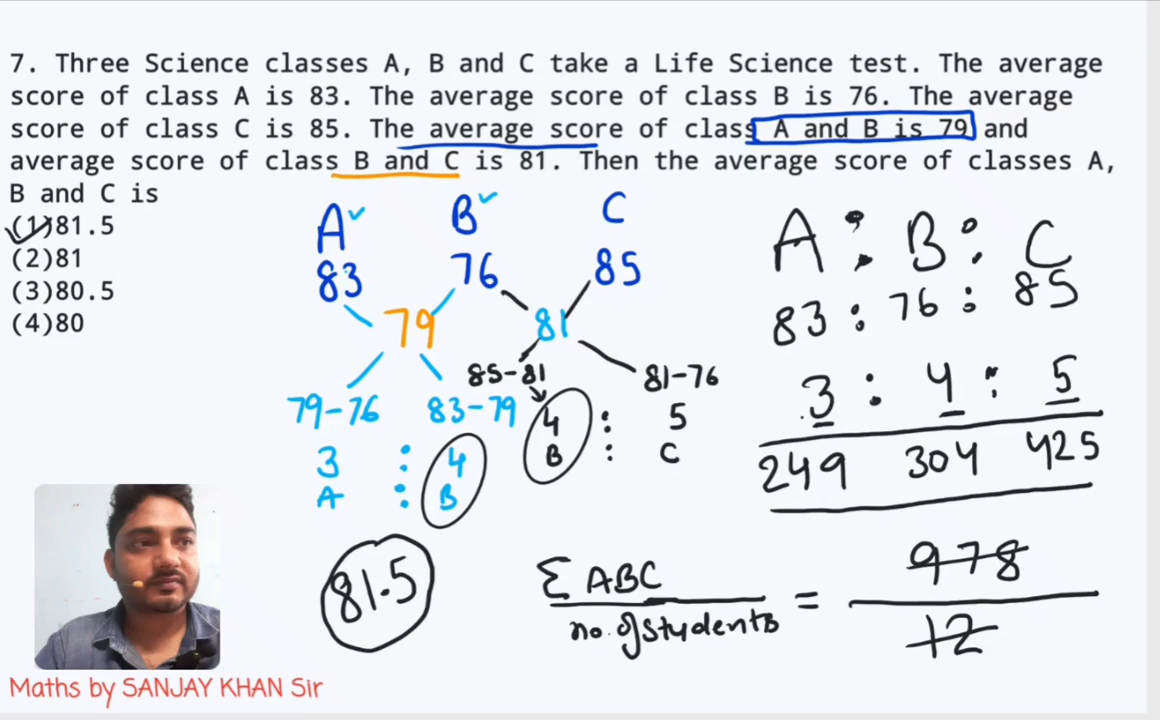 7. Three Science classes A, B and C take a Life Science test. The average
score of class A is 83. The average score of class B is 76. The average
score of class C is 85. The average score of class A and B is 79 and
average score of class B and C is 81. Then the average score of classes A,
B and C is
(1)81.5
(2)81
(3)80.5
(4)80
A B C
83 76 85
79 81
79-76 83-79 85-81 81-76
3 : 4
A : B
4 : 5
B : C
A : B : C
83 : 76 : 85
3 : 4 : 5
249 304 425
81.5
Σ ABC = 978
no. of students 12
Maths by SANJAY KHAN Sir